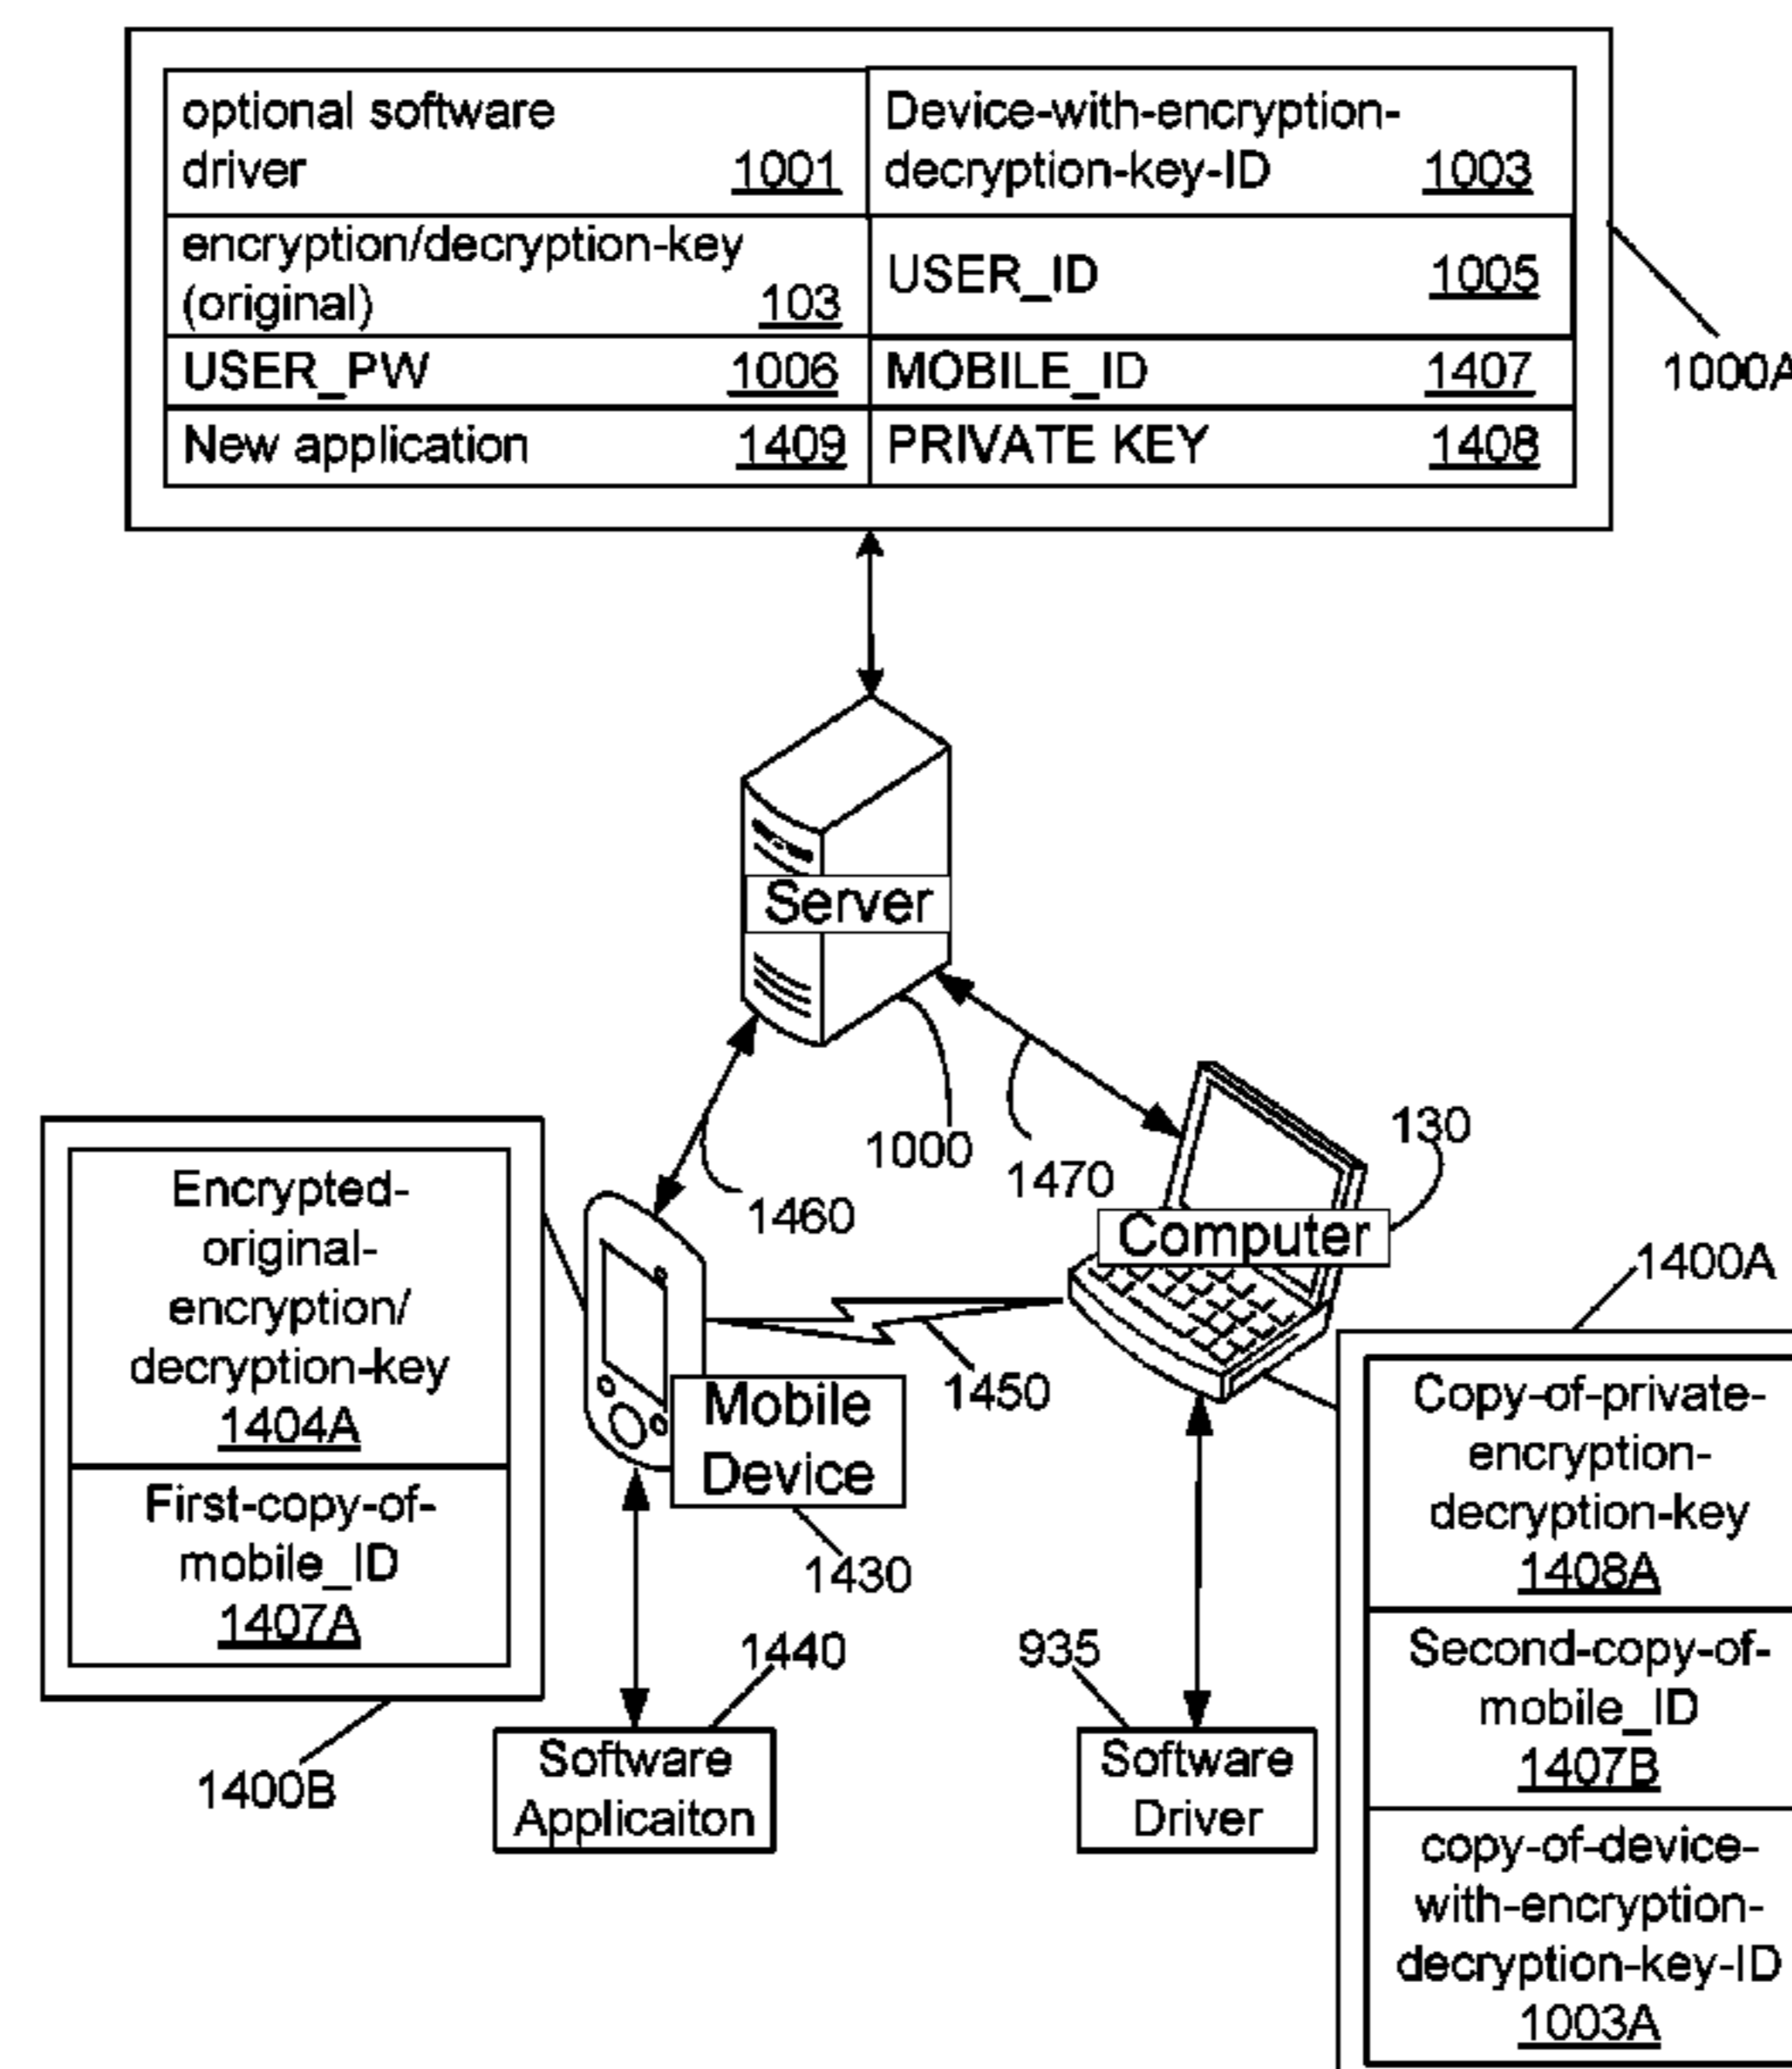 optional software
driver 1001
Device-with-encryption-
decryption-key-ID 1003
encryption/decryption-key
(original) 103
USER_ID 1005
USER_PW 1006
MOBILE_ID 1407
New application 1409
PRIVATE KEY 1408
1000A
Server
1000
1470
130
1460
Computer
1400A
Encrypted-
original-
encryption/
decryption-key
1404A
First-copy-of-
mobile_ID
1407A
1400B
Mobile
Device
1430
1450
1440
Software
Applicaiton
935
Software
Driver
Copy-of-private-
encryption-
decryption-key
1408A
Second-copy-of-
mobile_ID
1407B
copy-of-device-
with-encryption-
decryption-key-ID
1003A